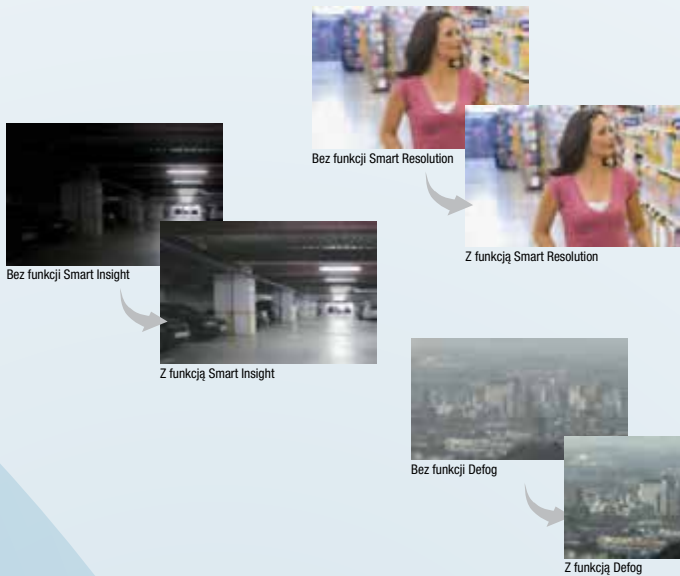 Bez funkcji Smart Resolution
Z funkcją Smart Resolution
Bez funkcji Smart Insight
Z funkcją Smart Insight
Bez funkcji Defog
Z funkcją Defog